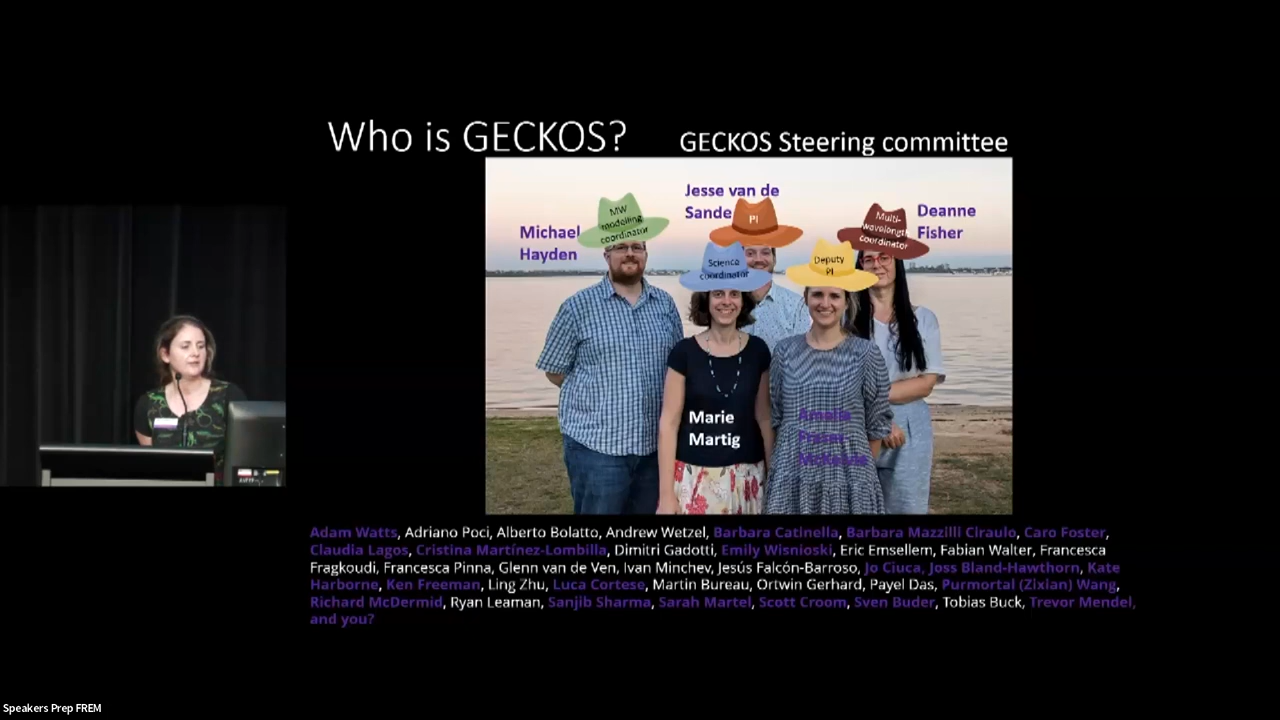 Who is GECKOS?
GECKOS Steering committee
Jesse van de
Sande
Michael
Hayden
Deanne
Fisher
MW
modelling
coordinator
PI
Multi-
wavelength
coordinator
Science
coordinator
Deputy
PI
Marie
Martig
Amelia
Fraser-
McKelvie
Adam Watts, Adriano Poci, Alberto Bolatto, Andrew Wetzel, Barbara Catinella, Barbara Mazzilli Ciraulo, Caro Foster,
Claudia Lagos, Cristina Martínez-Lombilla, Dimitri Gadotti, Emily Wisnioski, Eric Emsellem, Fabian Walter, Francesca
Fragkoudi, Francesca Pinna, Glenn van de Ven, Ivan Minchev, Jesús Falcón-Barroso, Jo Ciuca, Joss Bland-Hawthorn, Kate
Harborne, Ken Freeman, Ling Zhu, Luca Cortese, Martin Bureau, Ortwin Gerhard, Payel Das, Purmortal (Zixian) Wang,
Richard McDermid, Ryan Leaman, Sanjib Sharma, Sarah Martel, Scott Croom, Sven Buder, Tobias Buck, Trevor Mendel,
and you?
Speakers Prep FREM